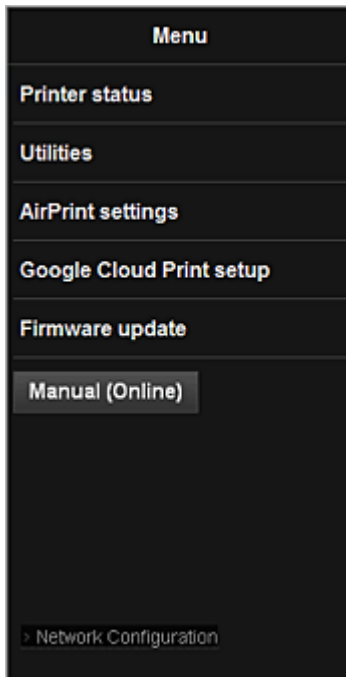 Menu
Printer status
Utilities
AirPrint settings
Google Cloud Print setup
Firmware update
Manual (Online)
› Network Configuration